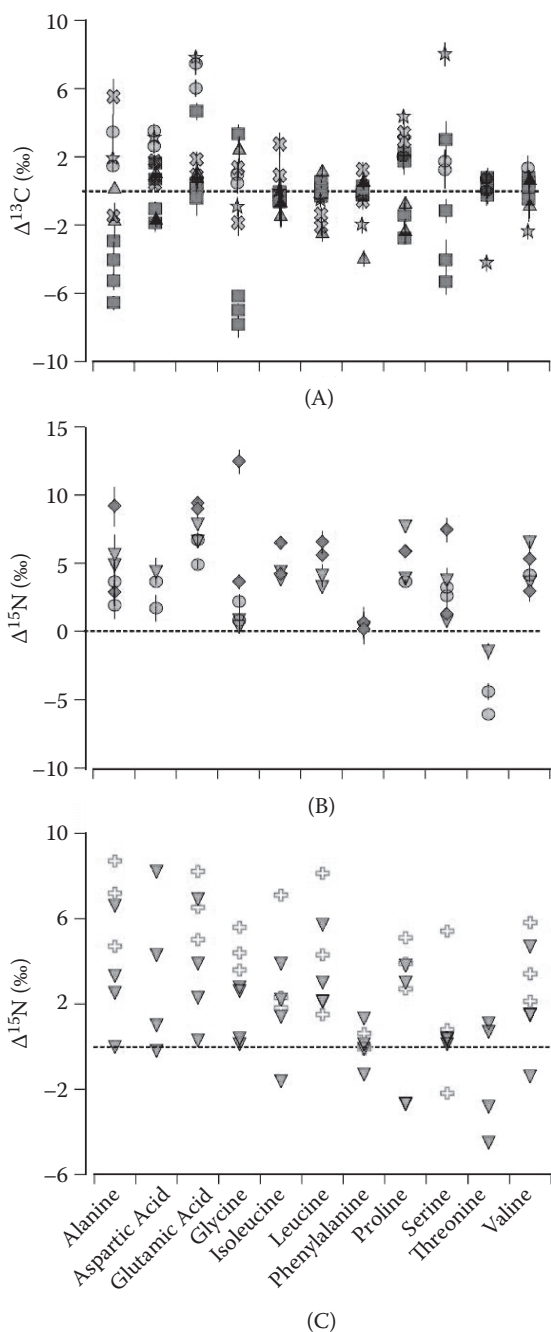 10
6
2
−2
−6
−10
Δ13C (‰)
(A)
15
10
5
0
−5
−10
Δ15N (‰)
(B)
10
6
2
−2
−6
Δ15N (‰)
Alanine
Aspartic Acid
Glutamic Acid
Glycine
Isoleucine
Leucine
Phenylalanine
Proline
Serine
Threonine
Valine
(C)